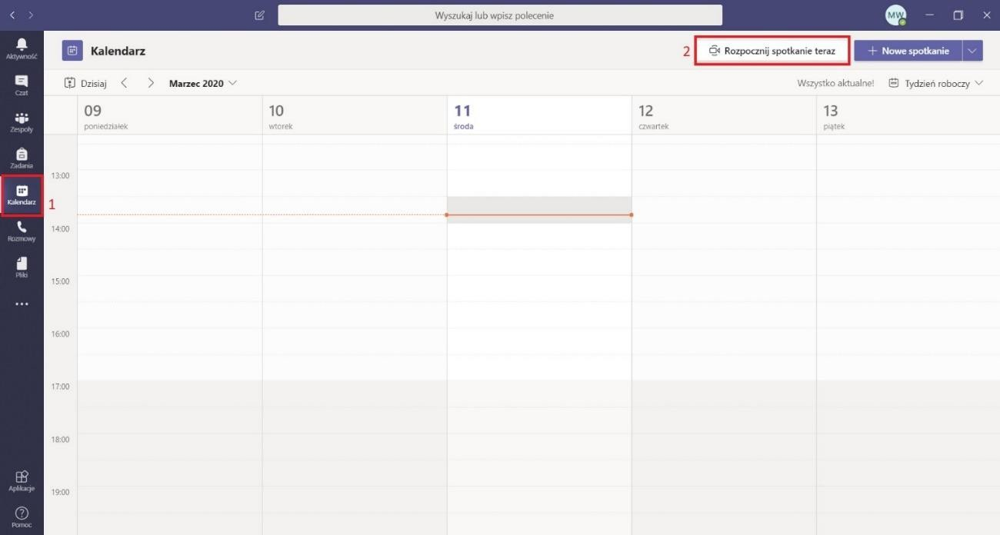 Wyszukaj lub wpisz polecenie
MW
Aktywność
Czat
Zespoły
Zadania
Kalendarz
1
Rozmowy
Pliki
Aplikacje
Pomoc
Kalendarz
2
Rozpocznij spotkanie teraz
+ Nowe spotkanie
Dzisiaj
Marzec 2020
Wszystko aktualne!
Tydzień roboczy
09
poniedziałek
10
wtorek
11
środa
12
czwartek
13
piątek
13:00
14:00
15:00
16:00
17:00
18:00
19:00